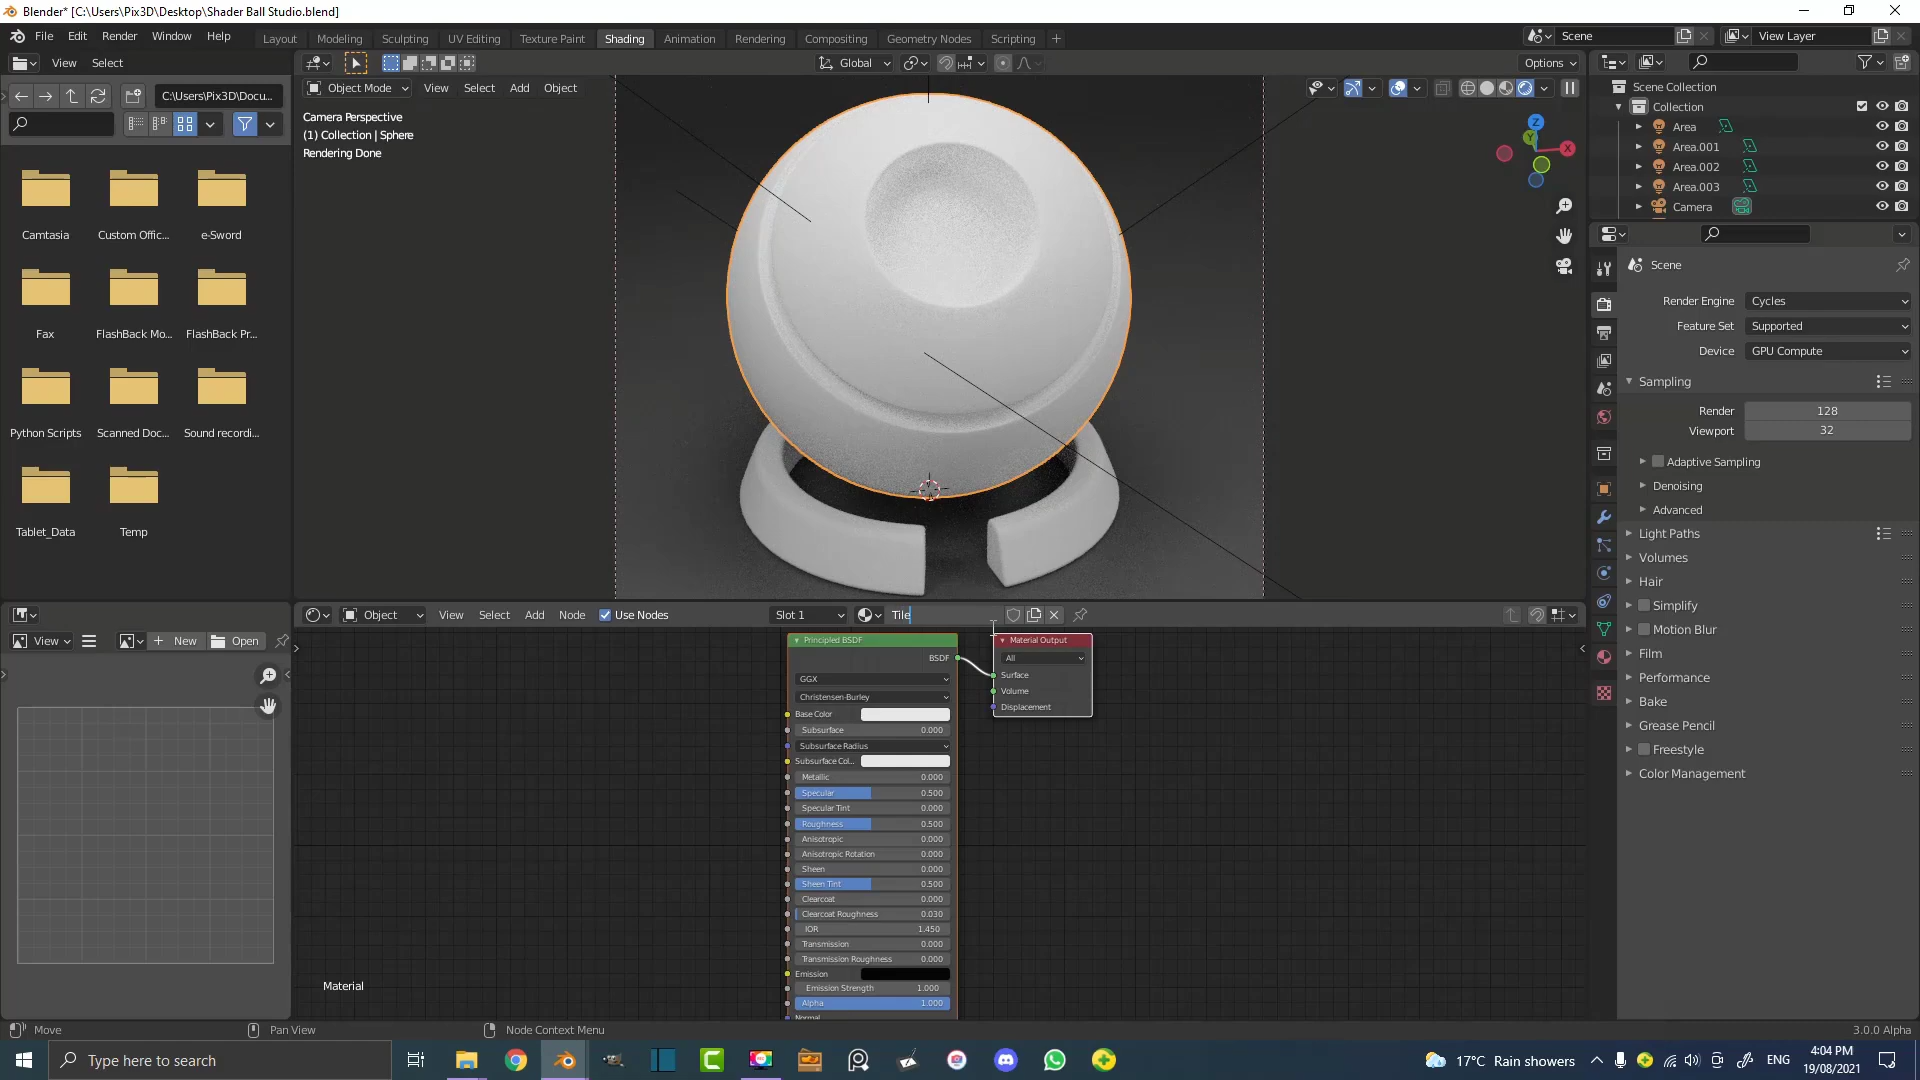 Blender* [C:\Users\Pix3D\Desktop\Shader Ball Studio.blend]
File Edit Render Window Help
Layout Modeling Sculpting UV Editing Texture Paint Shading Animation Rendering Compositing Geometry Nodes Scripting
Scene
View Layer
View Select
Global
Options
C:\Users\Pix3D\Docu...
Object Mode View Select Add Object
Camera Perspective
(1) Collection | Sphere
Rendering Done
Z
Y
X
Camtasia
Custom Offic...
e-Sword
Fax
FlashBack Mo...
FlashBack Pr...
Python Scripts
Scanned Doc...
Sound recordi...
Tablet_Data
Temp
Scene Collection
Collection
Area
Area.001
Area.002
Area.003
Camera
Scene
Render Engine Cycles
Feature Set Supported
Device GPU Compute
Sampling
Render 128
Viewport 32
Adaptive Sampling
Denoising
Advanced
Light Paths
Volumes
Hair
Simplify
Motion Blur
Film
Performance
Bake
Grease Pencil
Freestyle
Color Management
View
New
Open
Object View Select Add Node Use Nodes Slot 1 Tile
Principled BSDF
BSDF
GGX
Christensen-Burley
Base Color
Subsurface 0.000
Subsurface Radius
Subsurface Col...
Metallic 0.000
Specular 0.500
Specular Tint 0.000
Roughness 0.500
Anisotropic 0.000
Anisotropic Rotation 0.000
Sheen 0.000
Sheen Tint 0.500
Clearcoat 0.000
Clearcoat Roughness 0.030
IOR 1.450
Transmission 0.000
Transmission Roughness 0.000
Emission
Emission Strength 1.000
Alpha 1.000
Normal
Material Output
All
Surface
Volume
Displacement
Material
Move
Pan View
Node Context Menu
3.0.0 Alpha
Type here to search
17°C Rain showers
ENG
4:04 PM
19/08/2021